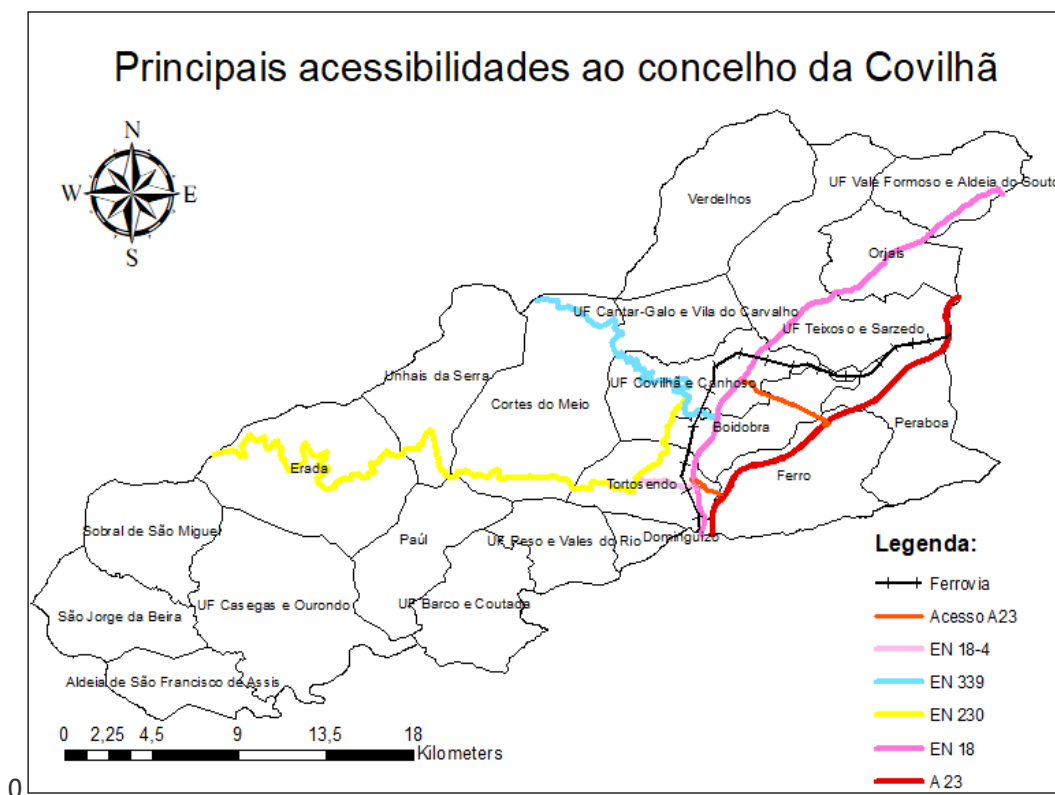 Principais acessibilidades ao concelho da Covilhã
N
W E
S
UF Vale Formoso e Aldeia do Souto
Verdelhos
Orjais
UF Cantar-Galo e Vila do Carvalho
UF Teixoso e Sarzedo
Unhais da Serra
UF Covilhã e Canhoso
Cortes do Meio
Boidobra
Peraboa
Erada
Ferro
Tortosendo
Sobral de São Miguel
Paúl
UF Peso e Vales do Rio
Dominguizo
UF Casegas e Ourondo
UF Barco e Coutada
São Jorge da Beira
Aldeia de São Francisco de Assis
Legenda:
Ferrovia
Acesso A23
EN 18-4
EN 339
EN 230
EN 18
A 23
0 2,25 4,5 9 13,5 18
Kilometers
0